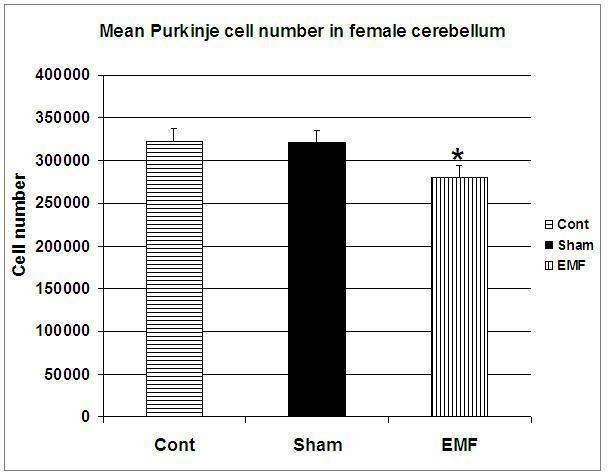 Mean Purkinje cell number in female cerebellum
400000
350000
300000
250000
200000
150000
100000
50000
0
Cell number
*
Cont
Sham
EMF
Cont
Sham
EMF